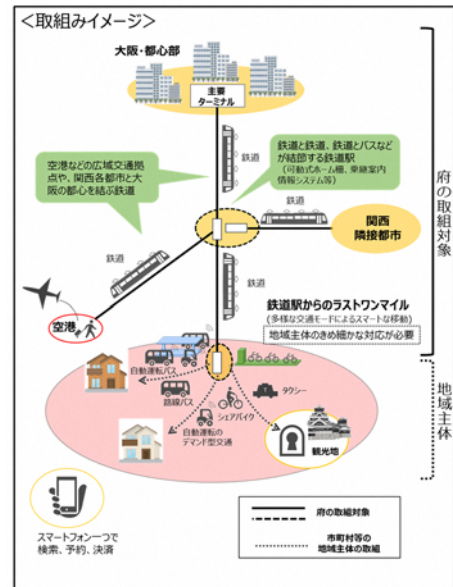 ＜取組みイメージ＞
大阪・都心部
主要
ターミナル
鉄道
空港などの広域交通拠
点や、関西各都市と大
阪の都心を結ぶ鉄道
鉄道と鉄道、鉄道とバスなど
が結節する鉄道駅
（可動式ホーム柵、乗継案内
情報システム等）
鉄道
関西
隣接都市
鉄道
鉄道
空港
鉄道駅からのラストワンマイル
(多様な交通モードによるスマートな移動)
地域主体のきめ細かな対応が必要
府の取組対象
自動運転バス
路線バス
シェアバイク
タクシー
自動運転の
デマンド型交通
観光地
地域主体
スマートフォン一つで
検索、予約、決済
府の取組対象
市町村等の
地域主体の取組